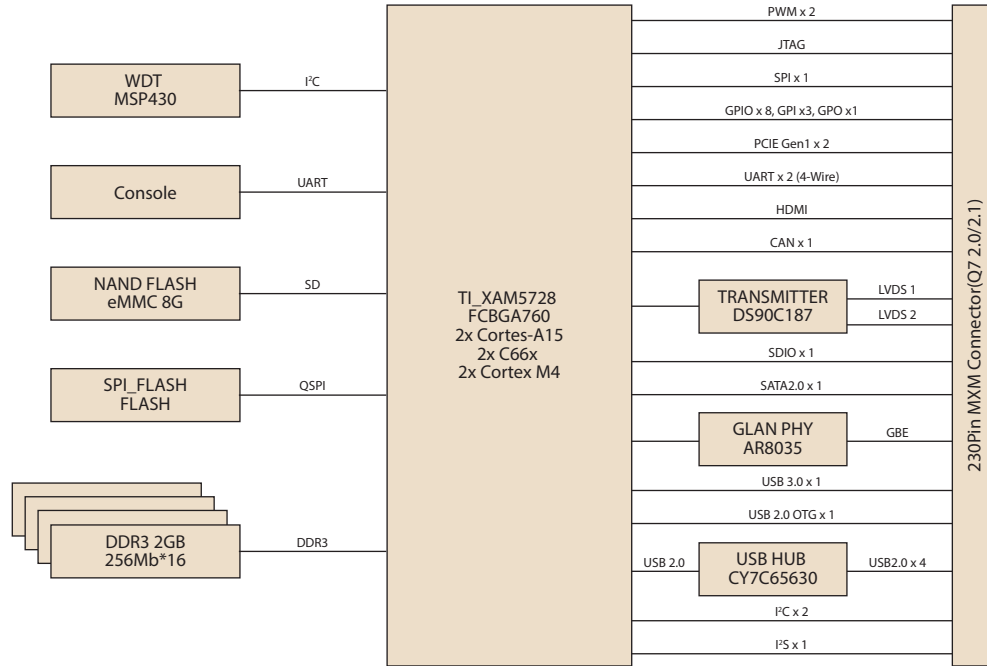 WDT
MSP430
I²C
Console
UART
NAND FLASH
eMMC 8G
SD
SPI_FLASH
FLASH
QSPI
DDR3 2GB
256Mb*16
DDR3
TI_XAM5728
FCBGA760
2x Cortes-A15
2x C66x
2x Cortex M4
PWM x 2
JTAG
SPI x 1
GPIO x 8, GPI x3, GPO x1
PCIE Gen1 x 2
UART x 2 (4-Wire)
HDMI
CAN x 1
TRANSMITTER
DS90C187
LVDS 1
LVDS 2
SDIO x 1
SATA2.0 x 1
GLAN PHY
AR8035
GBE
USB 3.0 x 1
USB 2.0 OTG x 1
USB 2.0
USB HUB
CY7C65630
USB2.0 x 4
I²C x 2
I²S x 1
230Pin MXM Connector(Q7 2.0/2.1)